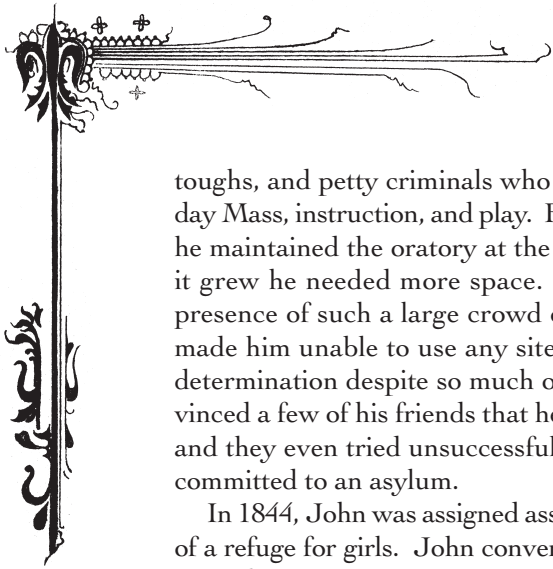 toughs, and petty criminals who
day Mass, instruction, and play.
he maintained the oratory at the
it grew he needed more space.
presence of such a large crowd
made him unable to use any site
determination despite so much
vinced a few of his friends that
and they even tried unsuccessful
committed to an asylum.
In 1844, John was assigned ass
of a refuge for girls. John conver